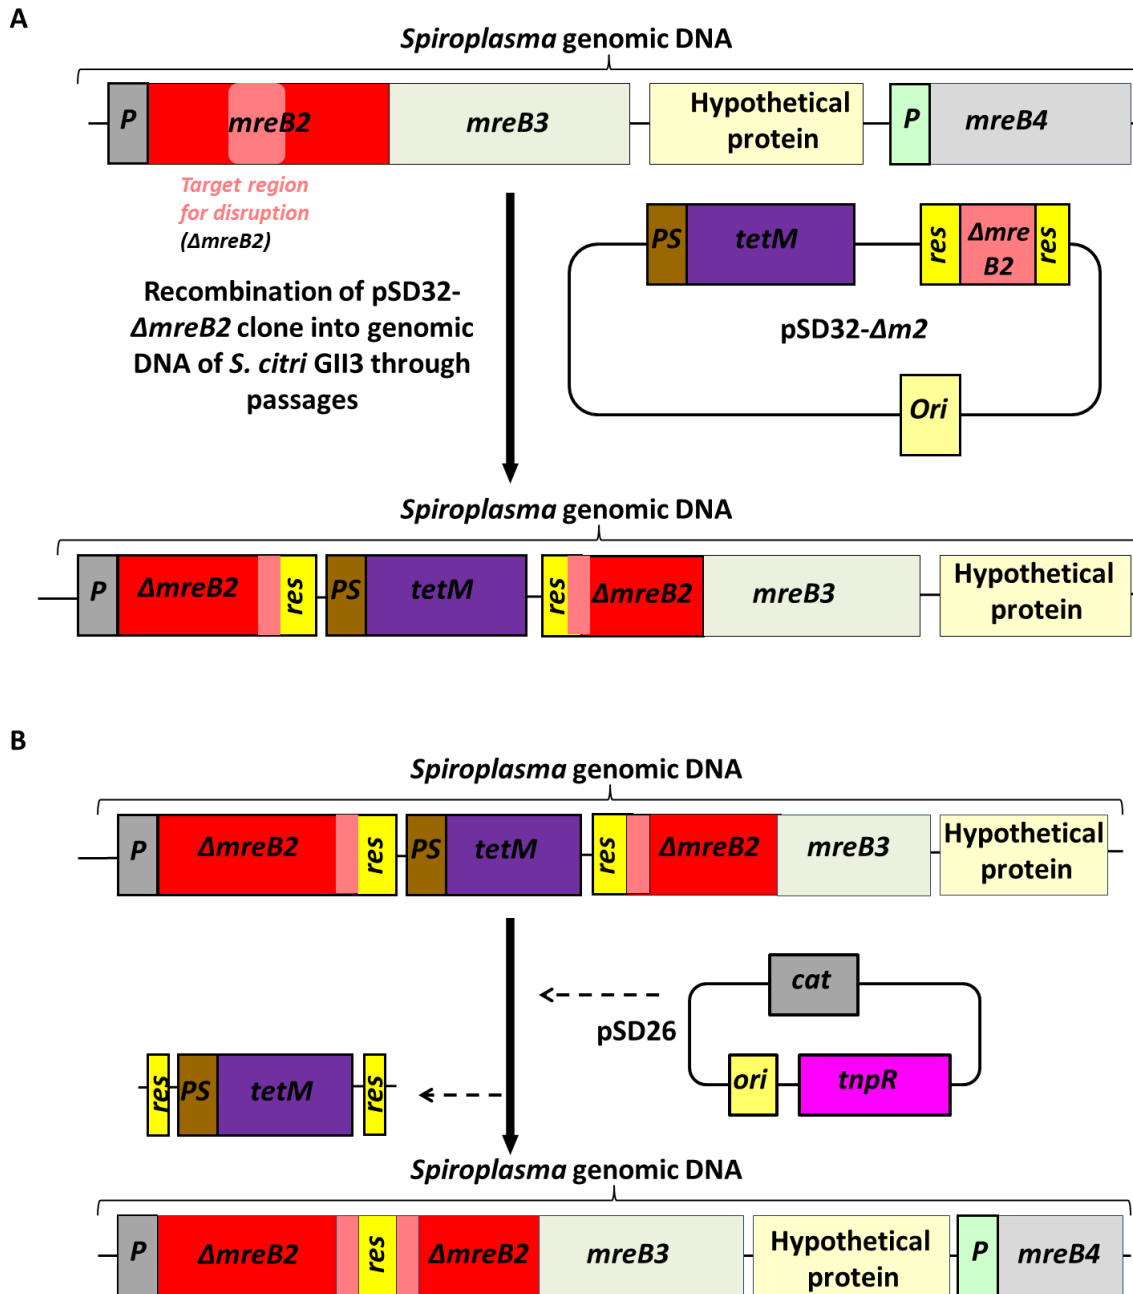 A
Spiroplasma genomic DNA
P
mreB2
mreB3
Hypothetical
protein
P
mreB4
Target region
for disruption
(ΔmreB2)
PS
tetM
res
Δmre
B2
res
pSD32-Δm2
Ori
Recombination of pSD32-
ΔmreB2 clone into genomic
DNA of S. citri GII3 through
passages
Spiroplasma genomic DNA
P
ΔmreB2
res
PS
tetM
res
ΔmreB2
mreB3
Hypothetical
protein
B
Spiroplasma genomic DNA
P
ΔmreB2
res
PS
tetM
res
ΔmreB2
mreB3
Hypothetical
protein
cat
pSD26
ori
tnpR
res
PS
tetM
res
Spiroplasma genomic DNA
P
ΔmreB2
res
ΔmreB2
mreB3
Hypothetical
protein
P
mreB4